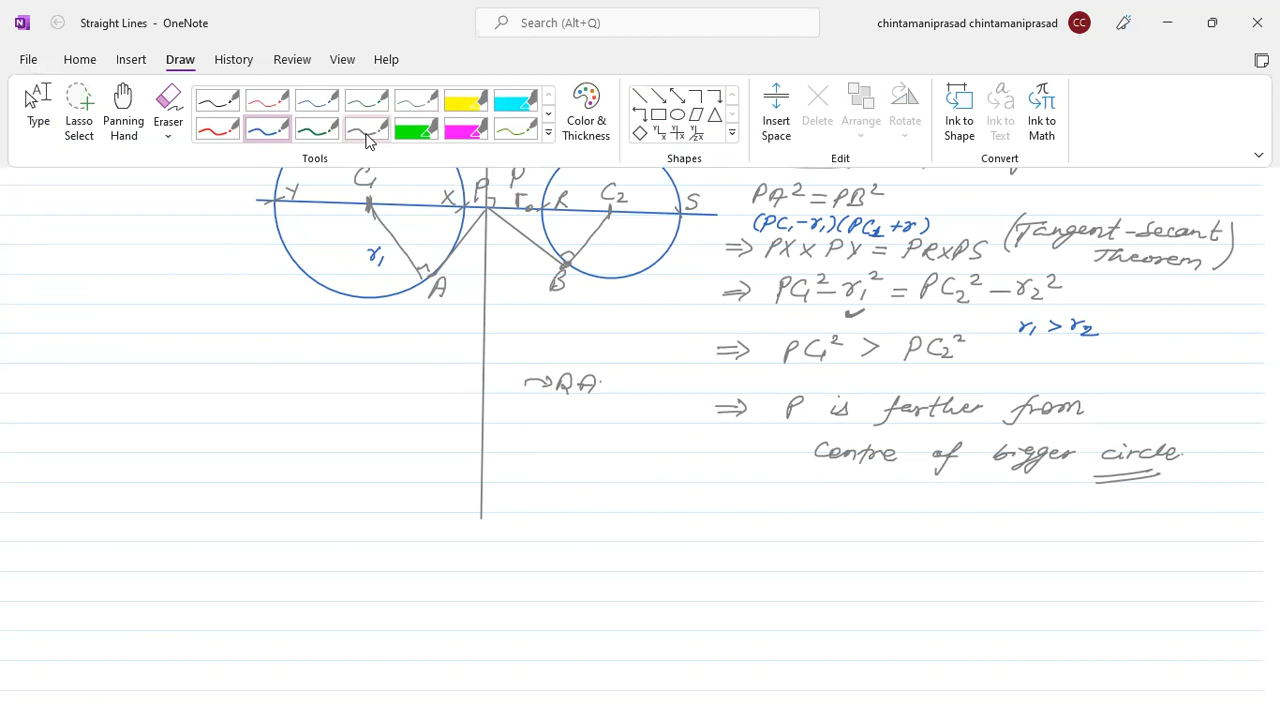 Straight Lines - OneNote
Search (Alt+Q)
chintamaniprasad chintamaniprasad
CC
File Home Insert Draw History Review View Help
Type
Lasso Select
Panning Hand
Eraser
Color & Thickness
Insert Space
Delete
Arrange
Rotate
Ink to Shape
Ink to Text
Ink to Math
Tools
Shapes
Edit
Convert
Y C₁ X P P R C2 S
r₁
A
B
→RA.
PA² = PB²
(PC₁-r₁)(PC₁+r)
⇒ PX × PY = PR×PS (Tangent-Secant Theorem)
⇒ PC₁² - r₁² = PC₂² - r₂²
r₁ > r₂
⇒ PC₁² > PC₂²
⇒ P is farther from
Centre of bigger circle.